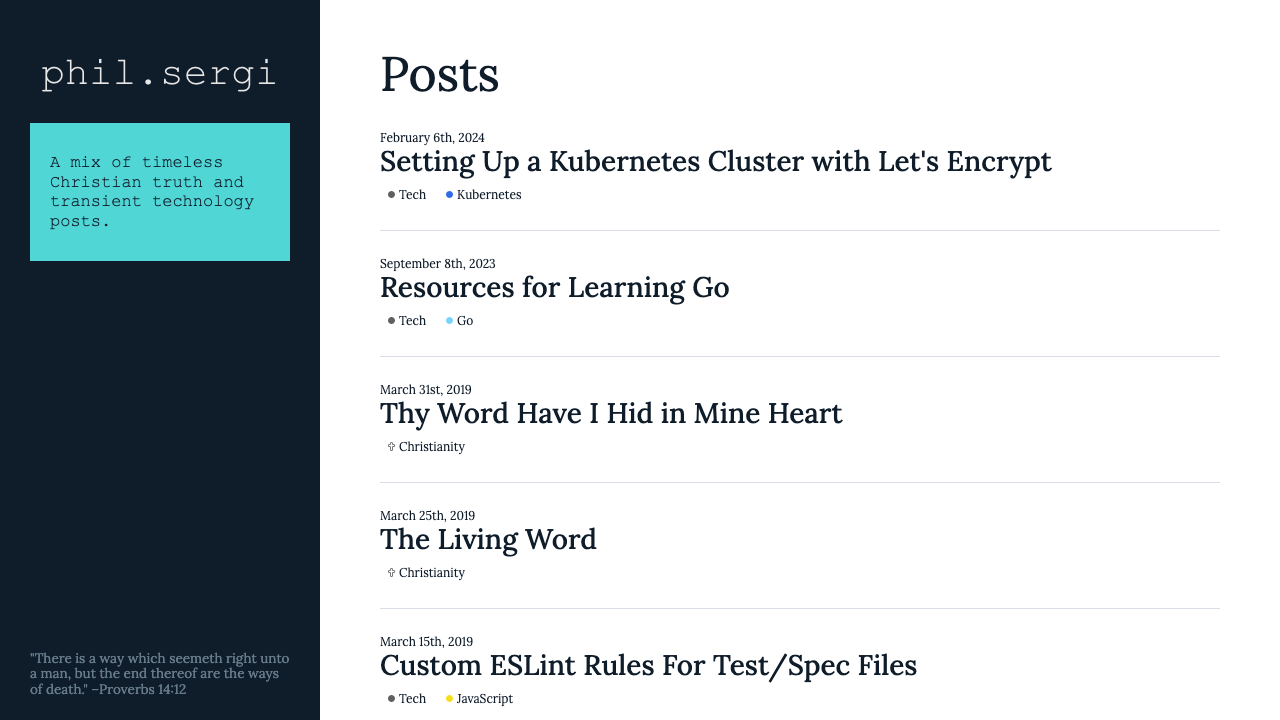 phil.sergi
A mix of timeless
Christian truth and
transient technology
posts.
"There is a way which seemeth right unto
a man, but the end thereof are the ways
of death." –Proverbs 14:12
Posts
February 6th, 2024
Setting Up a Kubernetes Cluster with Let's Encrypt
Tech Kubernetes
September 8th, 2023
Resources for Learning Go
Tech Go
March 31st, 2019
Thy Word Have I Hid in Mine Heart
✞ Christianity
March 25th, 2019
The Living Word
✞ Christianity
March 15th, 2019
Custom ESLint Rules For Test/Spec Files
Tech JavaScript